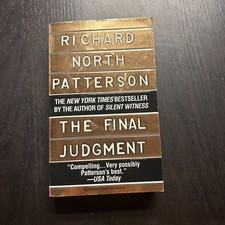 RICHARD
NORTH
PATTERSON
THE NEW YORK TIMES BESTSELLER
BY THE AUTHOR OF SILENT WITNESS
THE FINAL
JUDGMENT
"Compelling...Very possibly
Patterson's best."
—USA Today